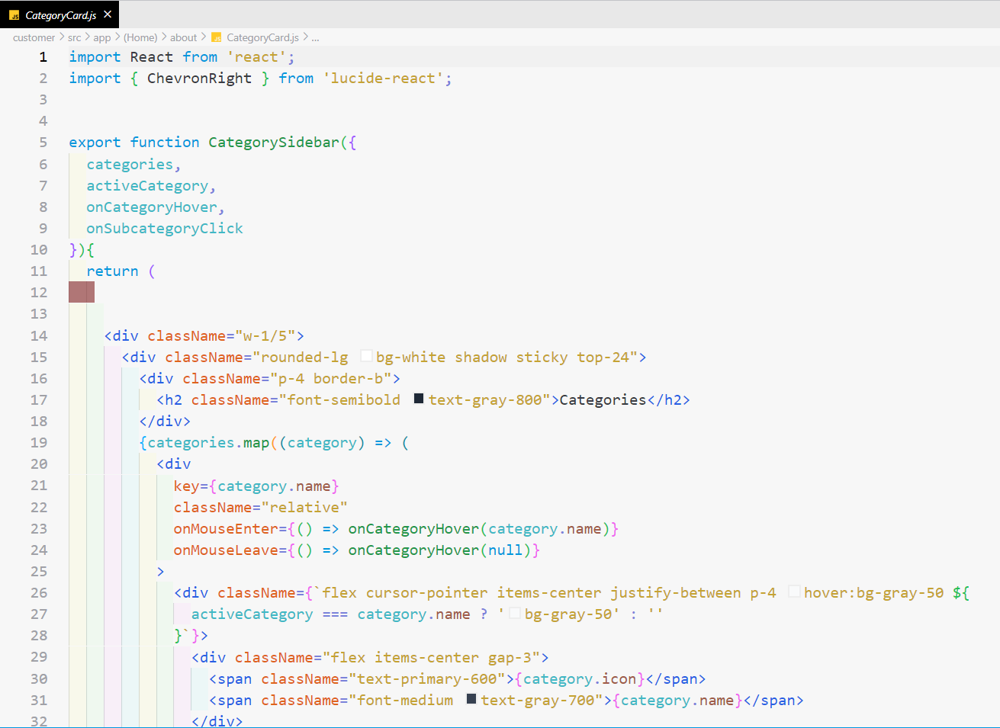 JS CategoryCard.js ×
customer > src > app > (Home) > about > JS CategoryCard.js > ...
1 import React from 'react';
2 import { ChevronRight } from 'lucide-react';
3
4
5 export function CategorySidebar({
6   categories,
7   activeCategory,
8   onCategoryHover,
9   onSubcategoryClick
10 }){
11   return (
12
13
14     <div className="w-1/5">
15       <div className="rounded-lg bg-white shadow sticky top-24">
16         <div className="p-4 border-b">
17           <h2 className="font-semibold text-gray-800">Categories</h2>
18         </div>
19         {categories.map((category) => (
20           <div
21             key={category.name}
22             className="relative"
23             onMouseEnter={() => onCategoryHover(category.name)}
24             onMouseLeave={() => onCategoryHover(null)}
25           >
26             <div className={`flex cursor-pointer items-center justify-between p-4 hover:bg-gray-50 ${
27               activeCategory === category.name ? 'bg-gray-50' : ''
28             }`}>
29               <div className="flex items-center gap-3">
30                 <span className="text-primary-600">{category.icon}</span>
31                 <span className="font-medium text-gray-700">{category.name}</span>
32               </div>